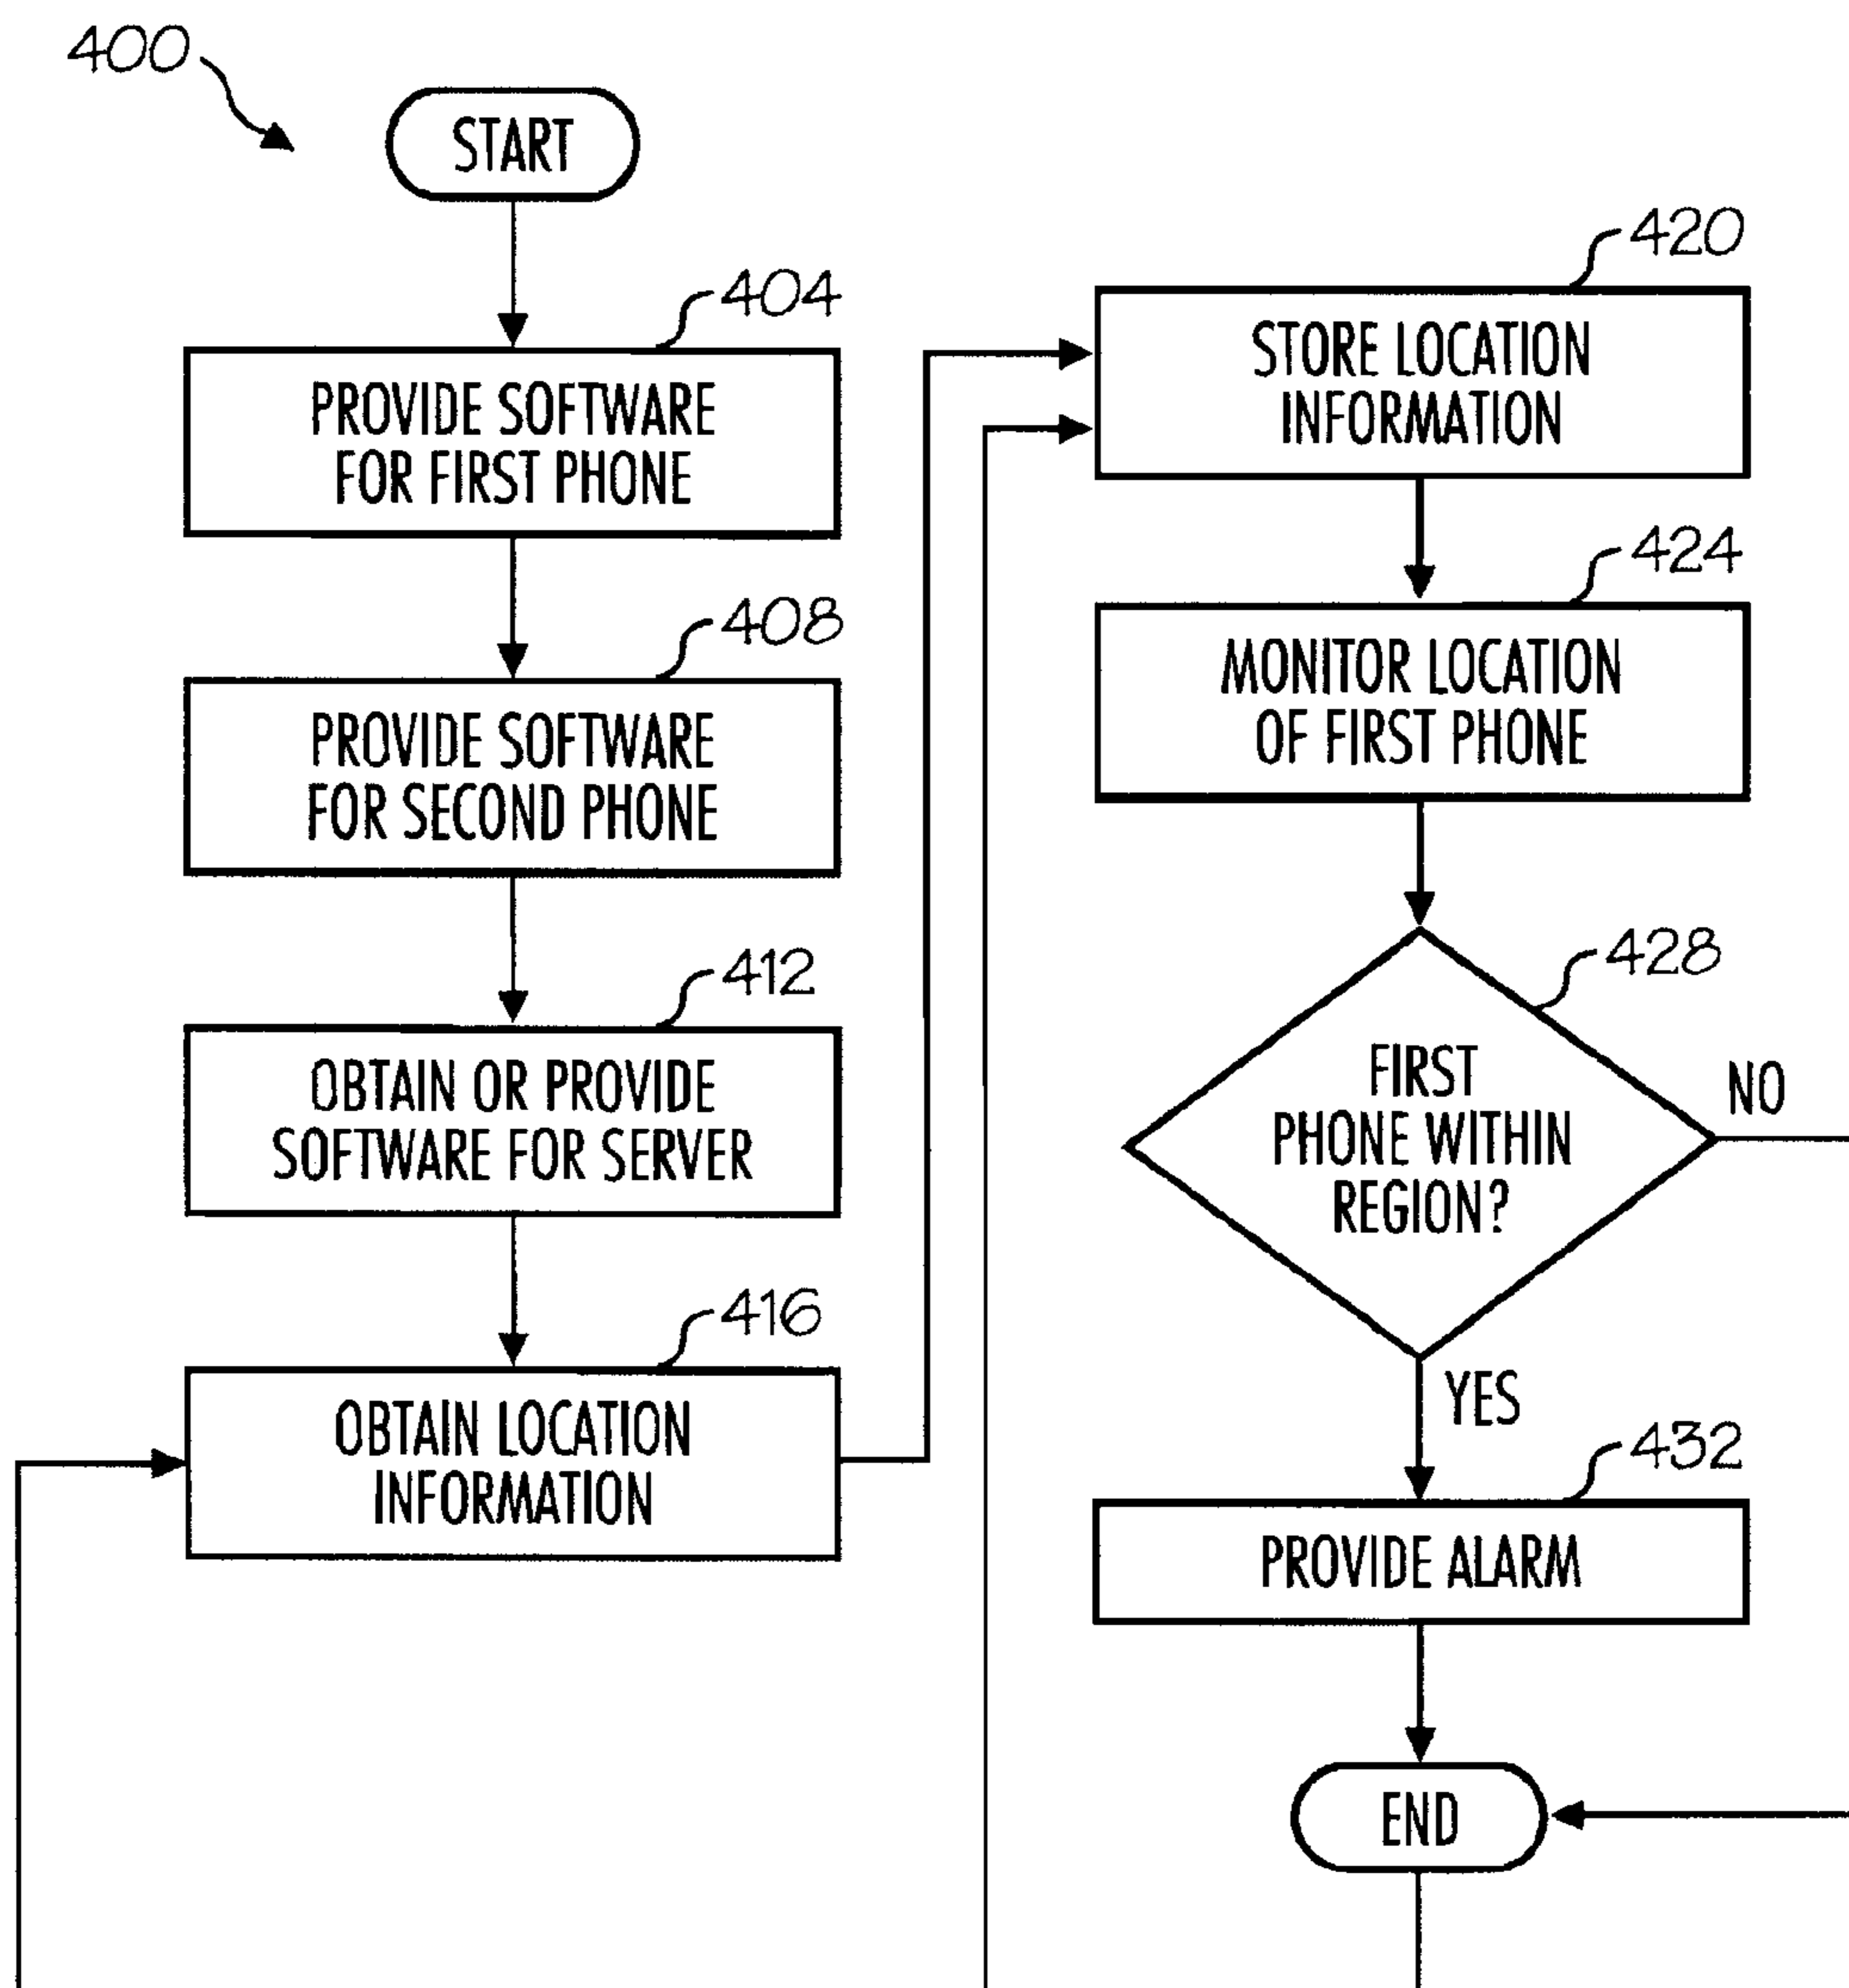 400
START
404
PROVIDE SOFTWARE
FOR FIRST PHONE
408
PROVIDE SOFTWARE
FOR SECOND PHONE
412
OBTAIN OR PROVIDE
SOFTWARE FOR SERVER
416
OBTAIN LOCATION
INFORMATION
420
STORE LOCATION
INFORMATION
424
MONITOR LOCATION
OF FIRST PHONE
428
FIRST
PHONE WITHIN
REGION?
NO
YES
432
PROVIDE ALARM
END